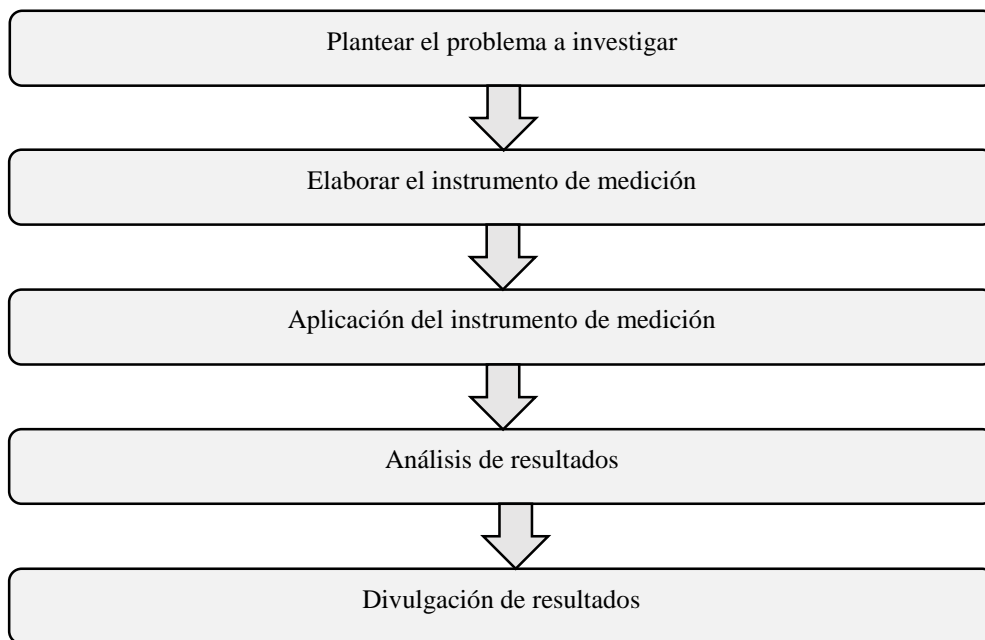 Plantear el problema a investigar
Elaborar el instrumento de medición
Aplicación del instrumento de medición
Análisis de resultados
Divulgación de resultados